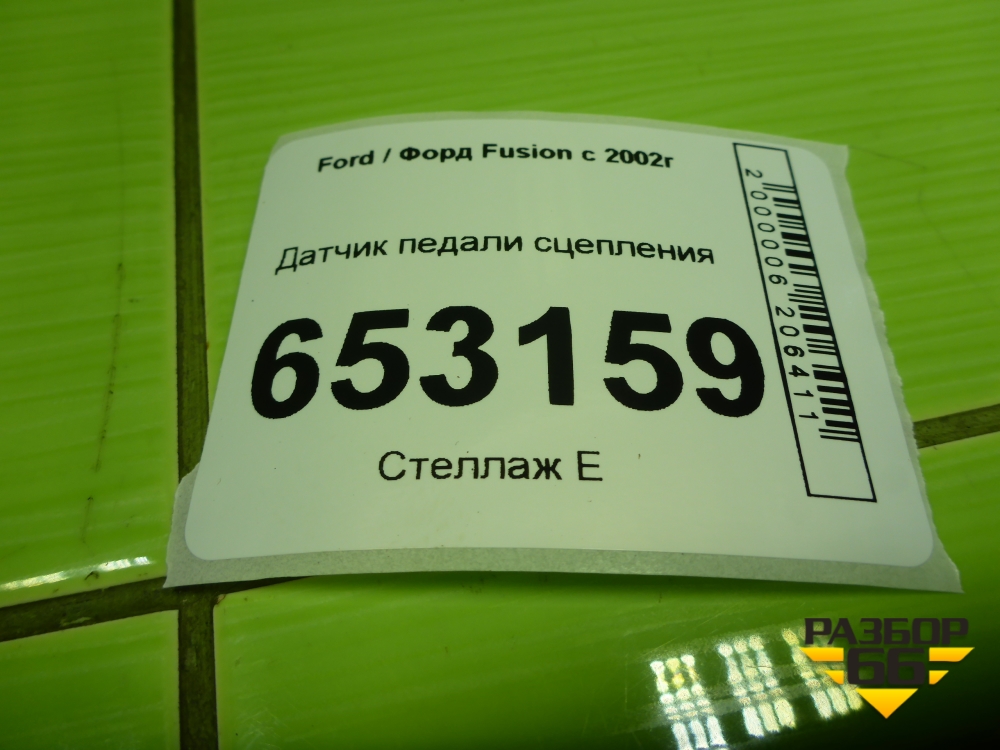 Ford / Форд Fusion с 2002г
Датчик педали сцепления
653159
Стеллаж Е
2000006206411
РАЗБОР
66